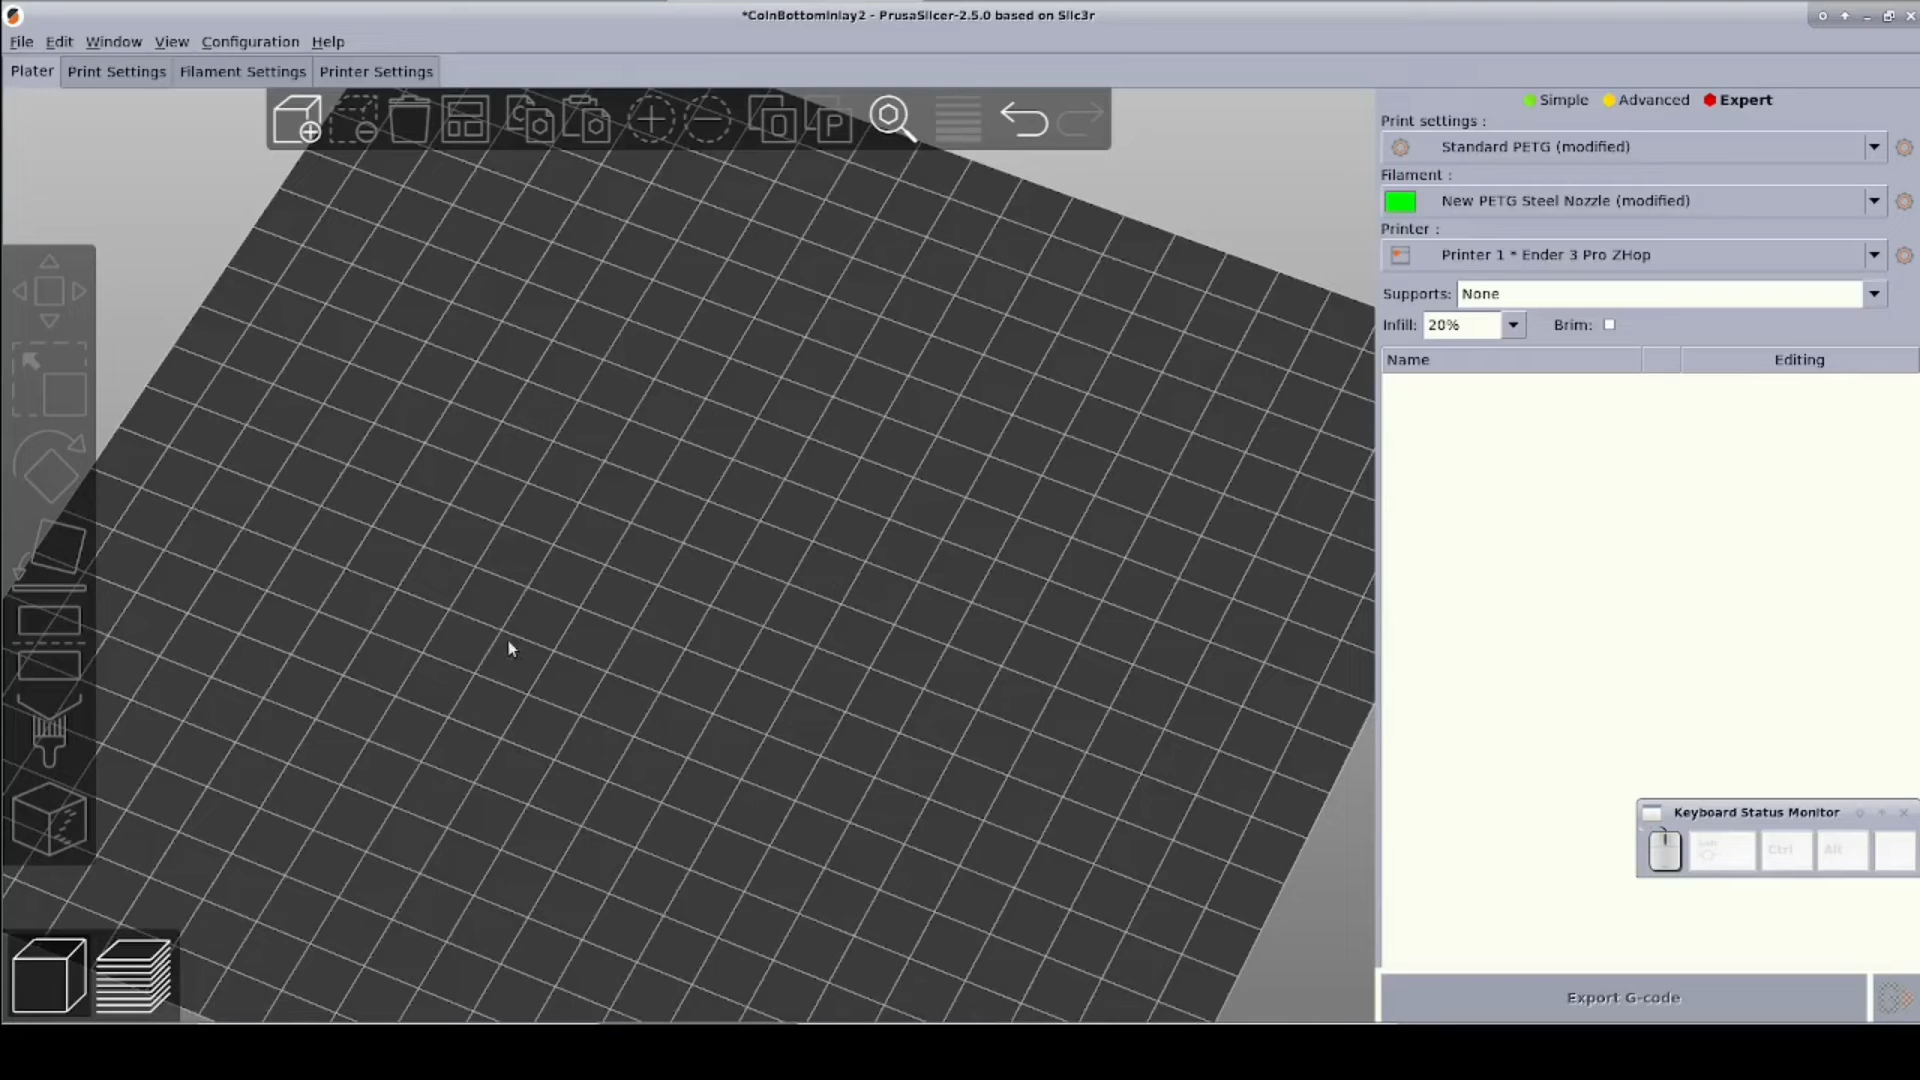 *CoinBottomInlay2 - PrusaSlicer-2.5.0 based on Slic3r
File Edit Window View Configuration Help
Plater Print Settings Filament Settings Printer Settings
Simple Advanced Expert
Print settings :
Standard PETG (modified)
Filament :
New PETG Steel Nozzle (modified)
Printer :
Printer 1 * Ender 3 Pro ZHop
Supports: None
Infill: 20% Brim:
Name Editing
Keyboard Status Monitor
Ctrl Alt
Export G-code